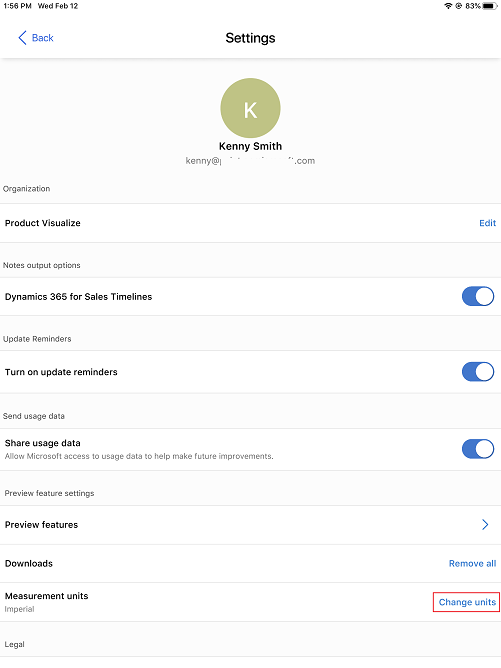 1:56 PM Wed Feb 12 83%
Back Settings
K
Kenny Smith
Organization
Product Visualize Edit
Notes output options
Dynamics 365 for Sales Timelines
Update Reminders
Turn on update reminders
Send usage data
Share usage data
Allow Microsoft access to usage data to help make future improvements.
Preview feature settings
Preview features
Downloads Remove all
Measurement units
Imperial Change units
Legal